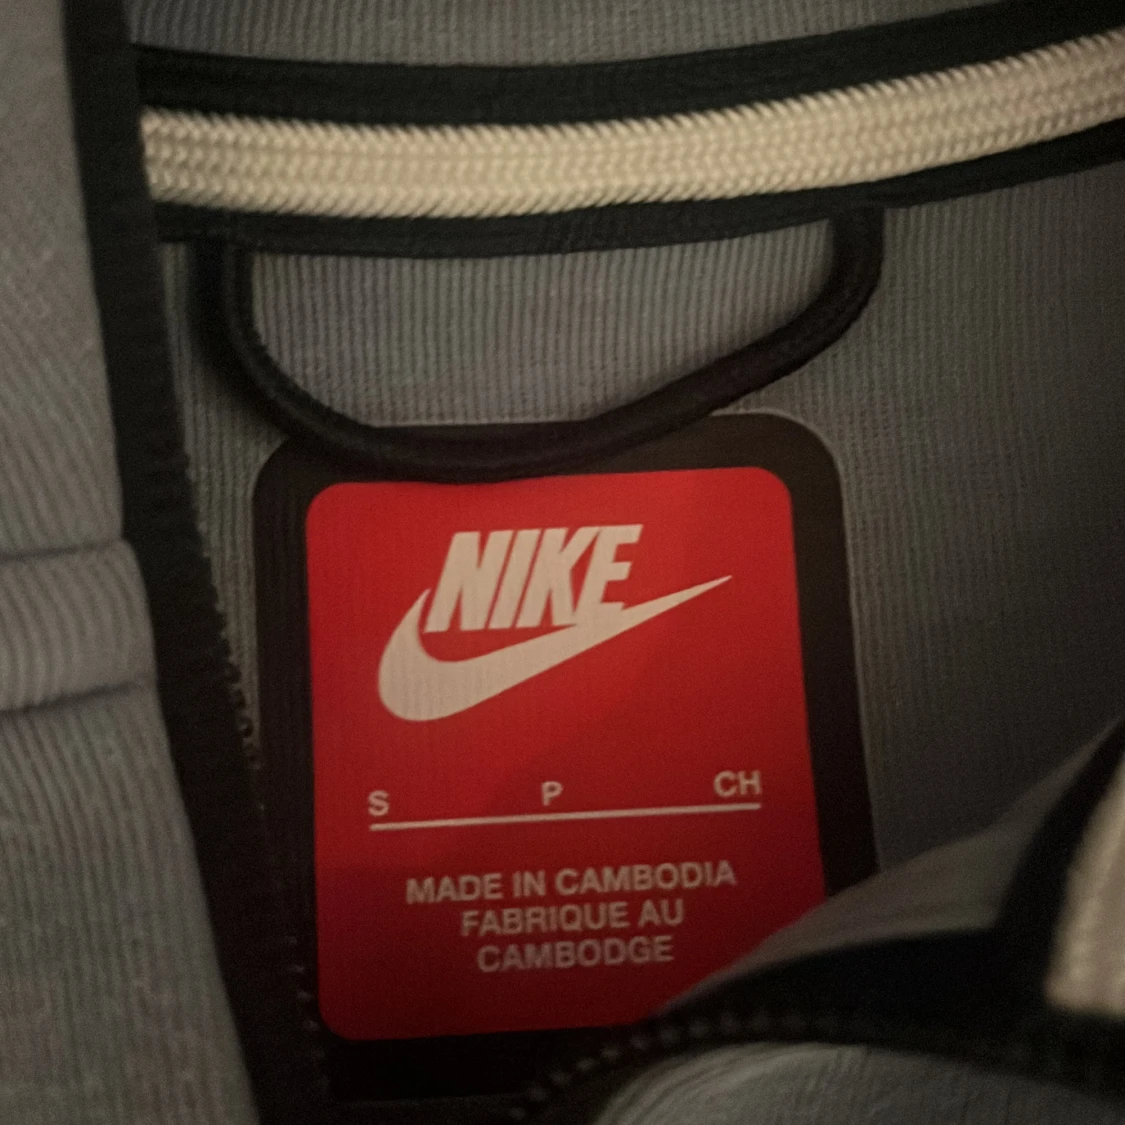 NIKE
S P CH
MADE IN CAMBODIA
FABRIQUE AU
CAMBODGE